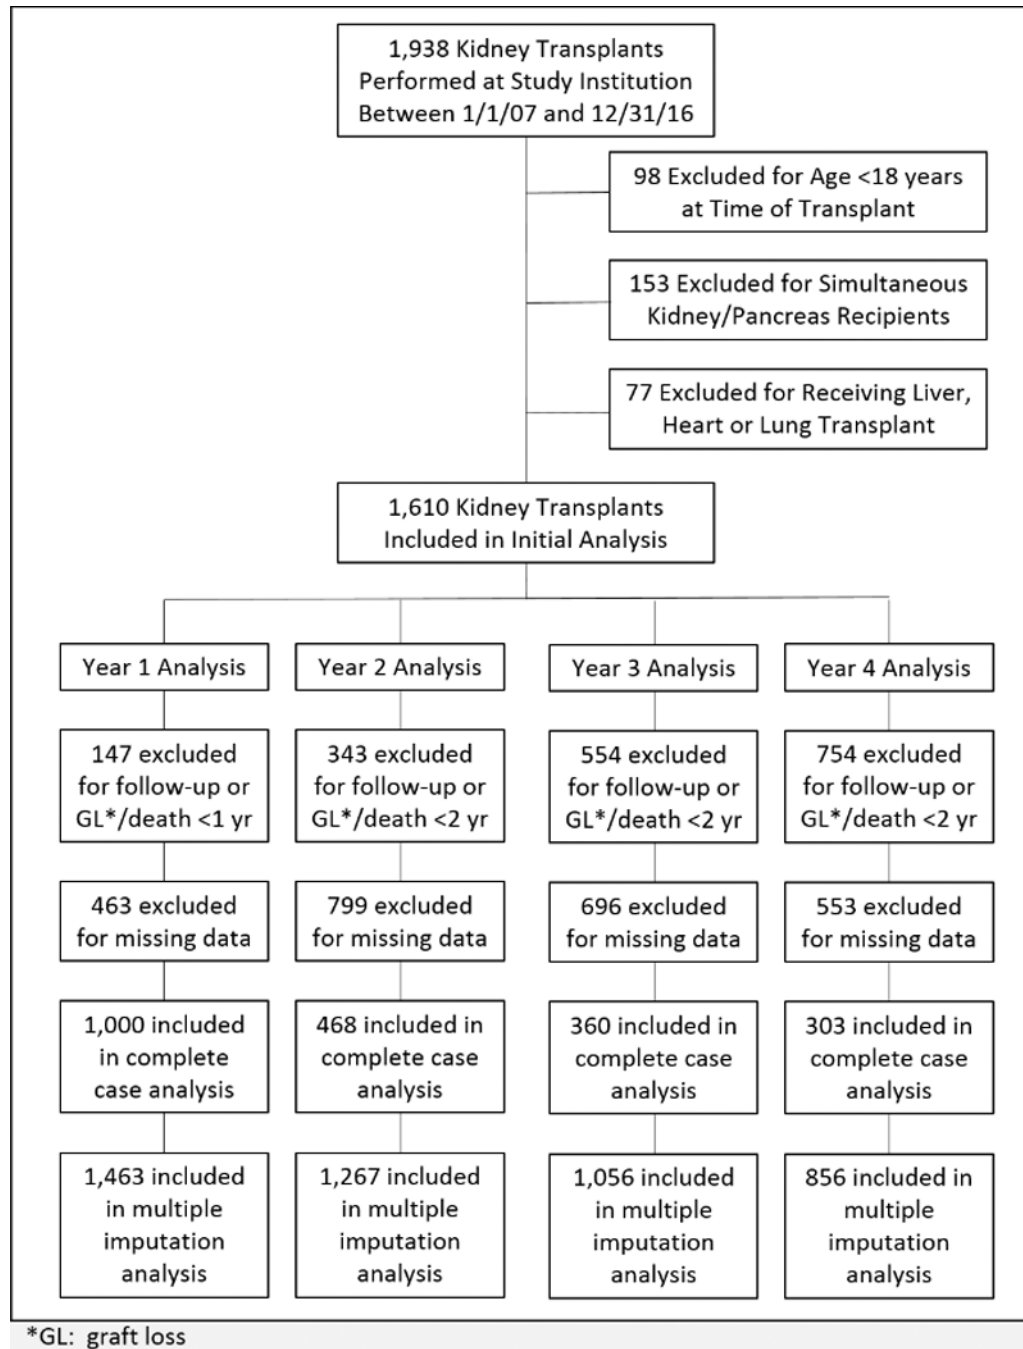 1,938 Kidney Transplants
Performed at Study Institution
Between 1/1/07 and 12/31/16
98 Excluded for Age <18 years
at Time of Transplant
153 Excluded for Simultaneous
Kidney/Pancreas Recipients
77 Excluded for Receiving Liver,
Heart or Lung Transplant
1,610 Kidney Transplants
Included in Initial Analysis
Year 1 Analysis
147 excluded
for follow-up or
GL*/death <1 yr
463 excluded
for missing data
1,000 included
in complete
case analysis
1,463 included
in multiple
imputation
analysis
Year 2 Analysis
343 excluded
for follow-up or
GL*/death <2 yr
799 excluded
for missing data
468 included in
complete case
analysis
1,267 included
in multiple
imputation
analysis
Year 3 Analysis
554 excluded
for follow-up or
GL*/death <2 yr
696 excluded
for missing data
360 included in
complete case
analysis
1,056 included
in multiple
imputation
analysis
Year 4 Analysis
754 excluded
for follow-up or
GL*/death <2 yr
553 excluded
for missing data
303 included in
complete case
analysis
856 included in
multiple
imputation
analysis
*GL: graft loss